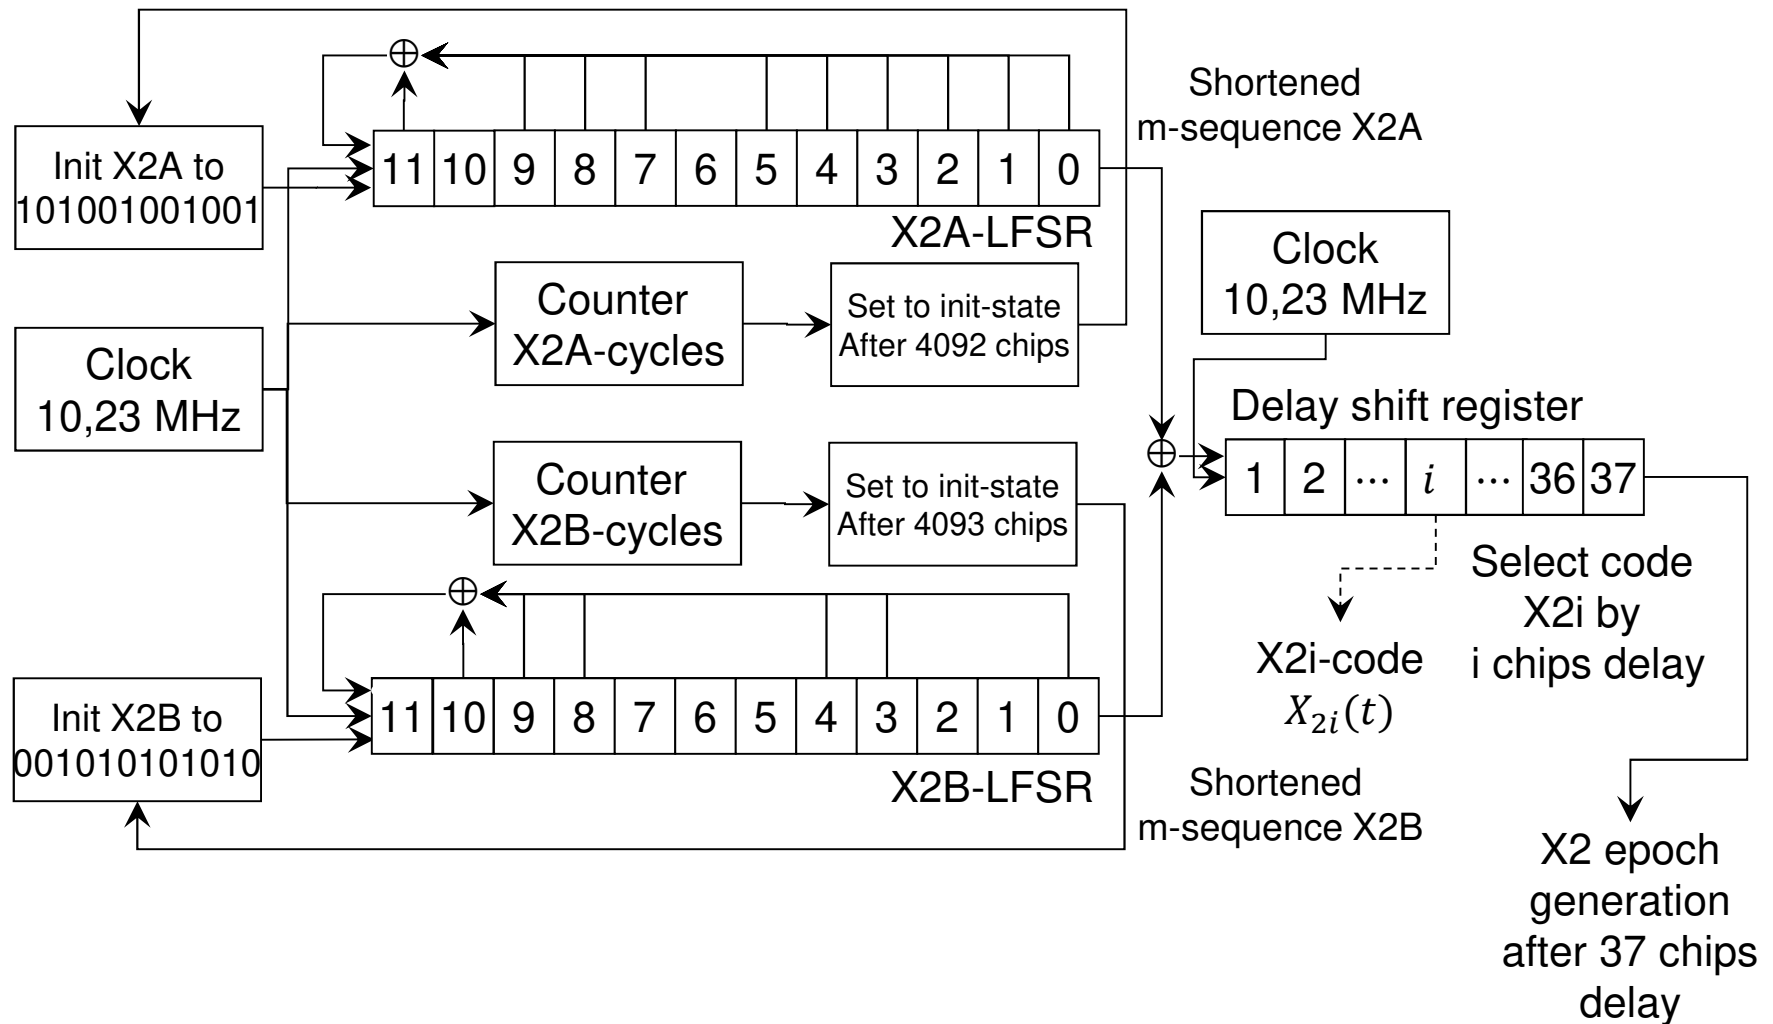 Shortened
m-sequence X2A
Init X2A to
101001001001
11 10 9 8 7 6 5 4 3 2 1 0
X2A-LFSR
Clock
10,23 MHz
Counter
X2A-cycles
Set to init-state
After 4092 chips
Clock
10,23 MHz
Delay shift register
1 2 ... i ... 36 37
Counter
X2B-cycles
Set to init-state
After 4093 chips
Select code
X2i by
i chips delay
X2i-code
X₂ᵢ(t)
Init X2B to
001010101010
11 10 9 8 7 6 5 4 3 2 1 0
X2B-LFSR
Shortened
m-sequence X2B
X2 epoch
generation
after 37 chips
delay